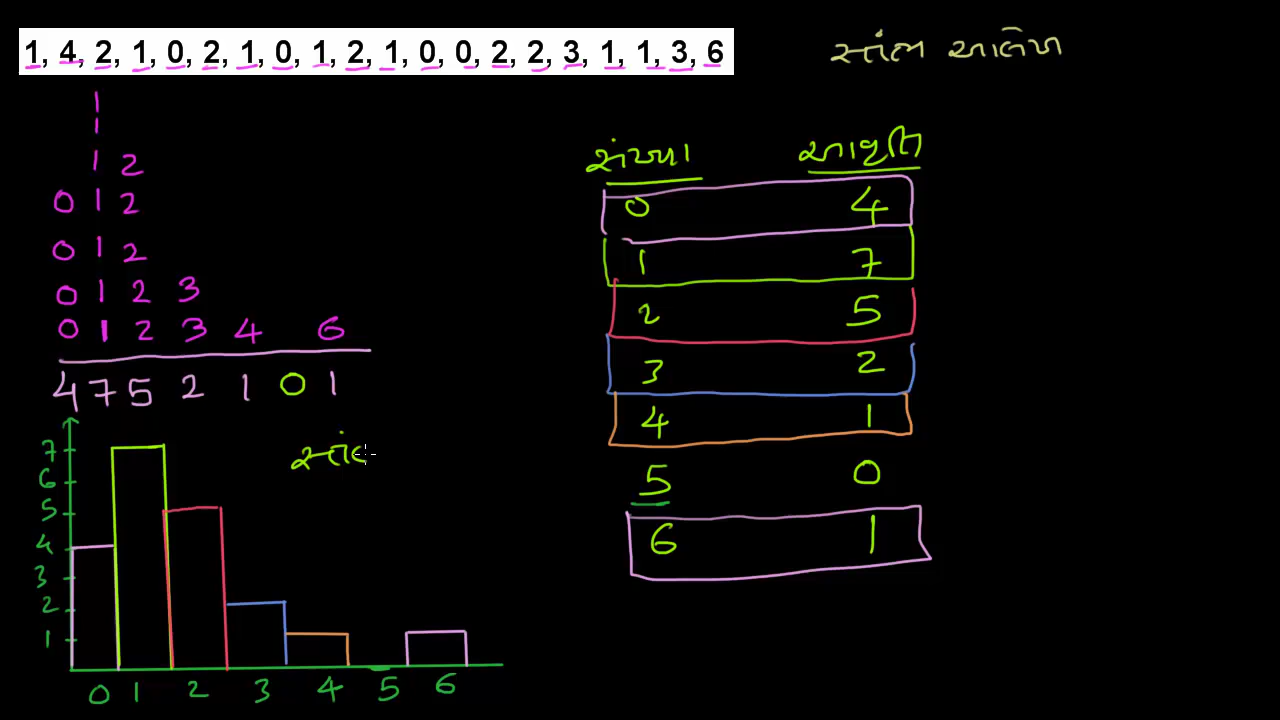 1, 4, 2, 1, 0, 2, 1, 0, 1, 2, 1, 0, 0, 2, 2, 3, 1, 1, 3, 6
સ્તંભ આલેખ
1
1
1 2
0 1 2
0 1 2
0 1 2 3
0 1 2 3 4 6
4 7 5 2 1 0 1
સંખ્યા આવૃતિ
0 4
1 7
2 5
3 2
4 1
5 0
6 1
સ્તં
7
6
5
4
3
2
1
0 1 2 3 4 5 6